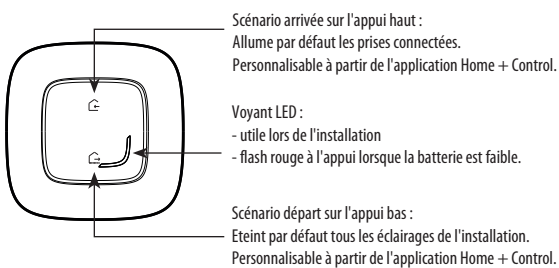 Scénario arrivée sur l'appui haut :
Allume par défaut les prises connectées.
Personnalisable à partir de l'application Home + Control.
Voyant LED :
- utile lors de l'installation
- flash rouge à l'appui lorsque la batterie est faible.
Scénario départ sur l'appui bas :
Eteint par défaut tous les éclairages de l'installation.
Personnalisable à partir de l'application Home + Control.